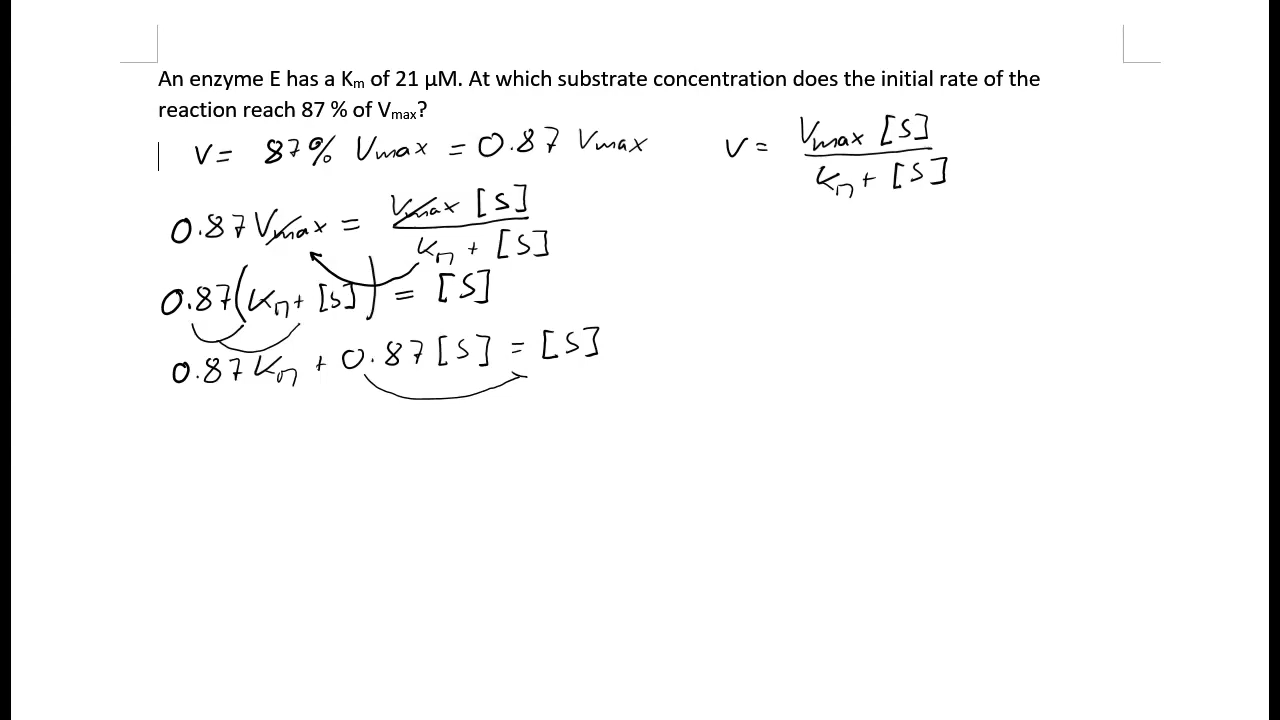 An enzyme E has a Km of 21 µM. At which substrate concentration does the initial rate of the
reaction reach 87 % of Vmax?
V = 87% Vmax = 0.87 Vmax
V = Vmax [S] / Km + [S]
0.87 Vmax = Vmax [S] / Km + [S]
0.87(Km + [S]) = [S]
0.87 Km + 0.87 [S] = [S]